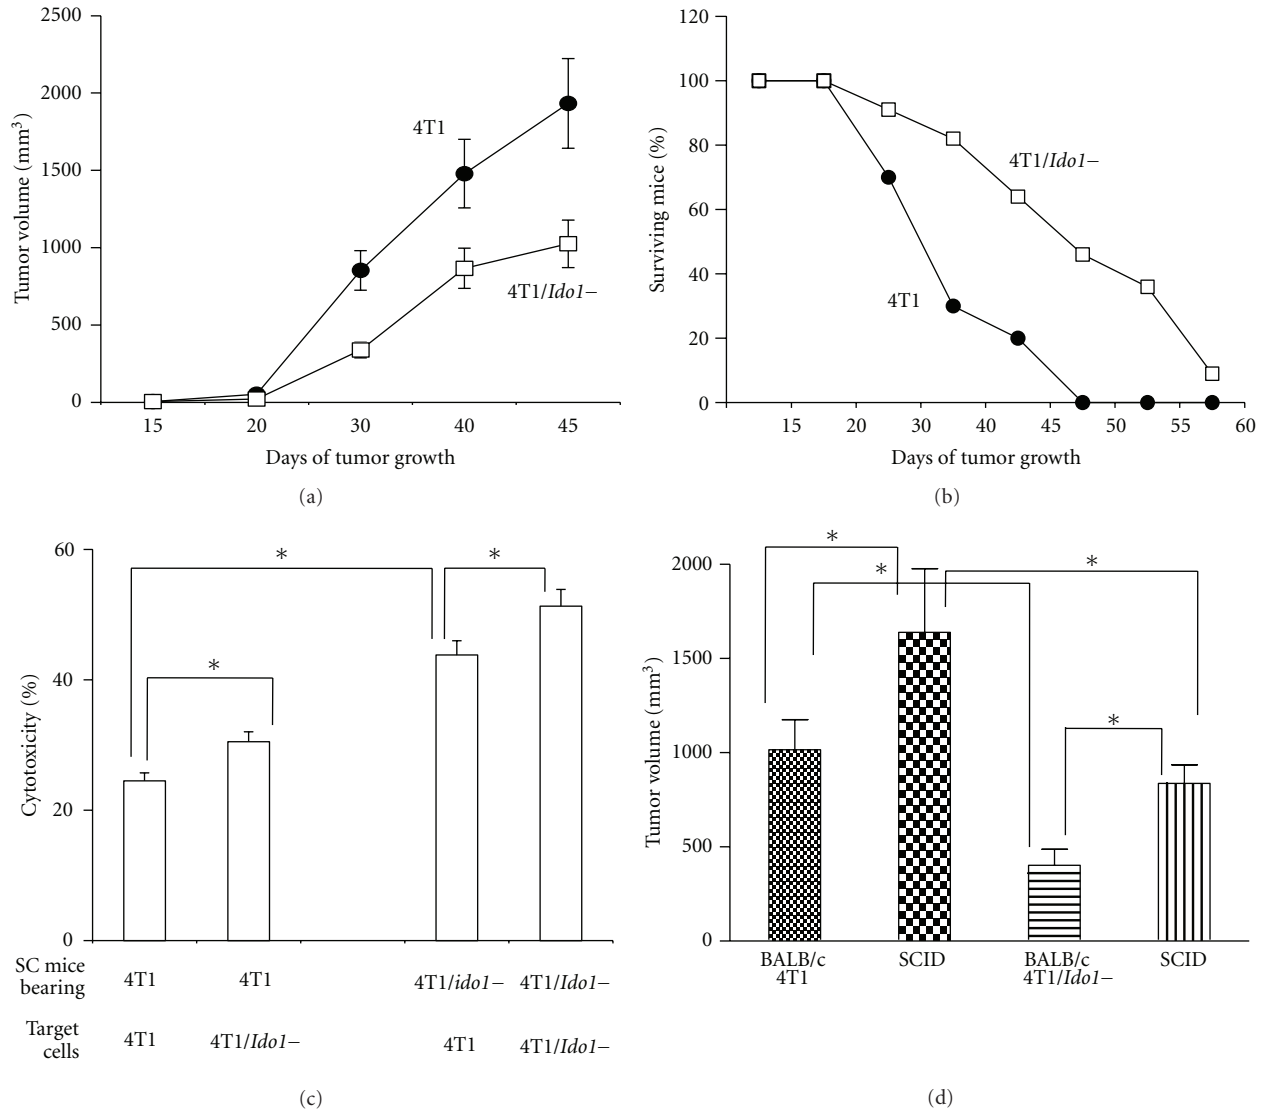 2500
2000
1500
1000
500
0
Tumor volume (mm³)
4T1
4T1/Ido1−
15 20 30 40 45
Days of tumor growth
(a)
120
100
80
60
40
20
0
Surviving mice (%)
4T1/Ido1−
4T1
15 20 30 40 45 50 55 60
Days of tumor growth
(b)
60
40
20
0
Cytotoxicity (%)
*
*
*
SC mice
bearing
4T1 4T1 4T1/ido1− 4T1/Ido1−
Target
cells
4T1 4T1/Ido1− 4T1 4T1/Ido1−
(c)
2000
1500
1000
500
0
Tumor volume (mm³)
*
*
*
*
BALB/c SCID BALB/c SCID
4T1 4T1/Ido1−
(d)